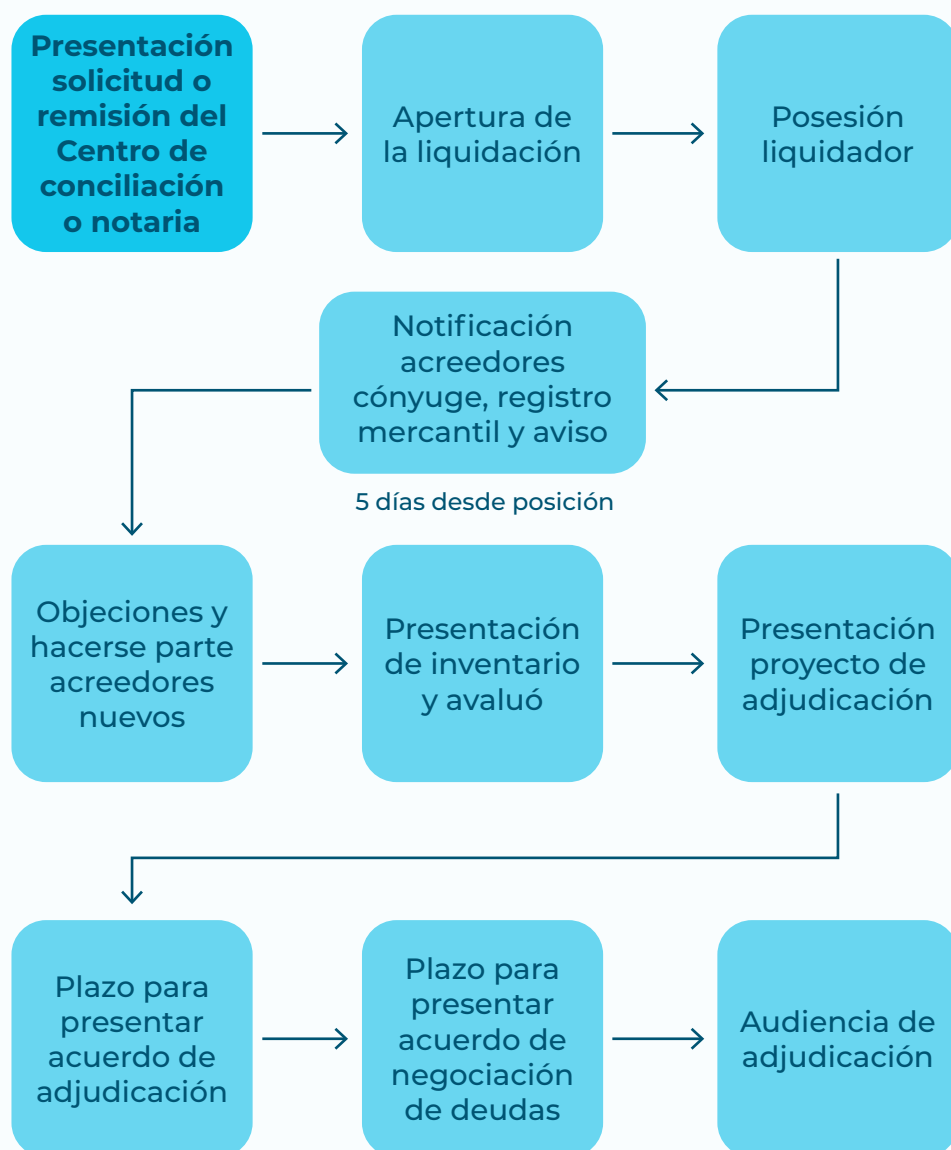 Presentación
solicitud o
remisión del
Centro de
conciliación
o notaria
Apertura de
la liquidación
Posesión
liquidador
Notificación
acreedores
cónyuge, registro
mercantil y aviso
5 días desde posición
Objeciones y
hacerse parte
acreedores
nuevos
Presentación
de inventario
y avaluó
Presentación
proyecto de
adjudicación
Plazo para
presentar
acuerdo de
adjudicación
Plazo para
presentar
acuerdo de
negociación
de deudas
Audiencia de
adjudicación